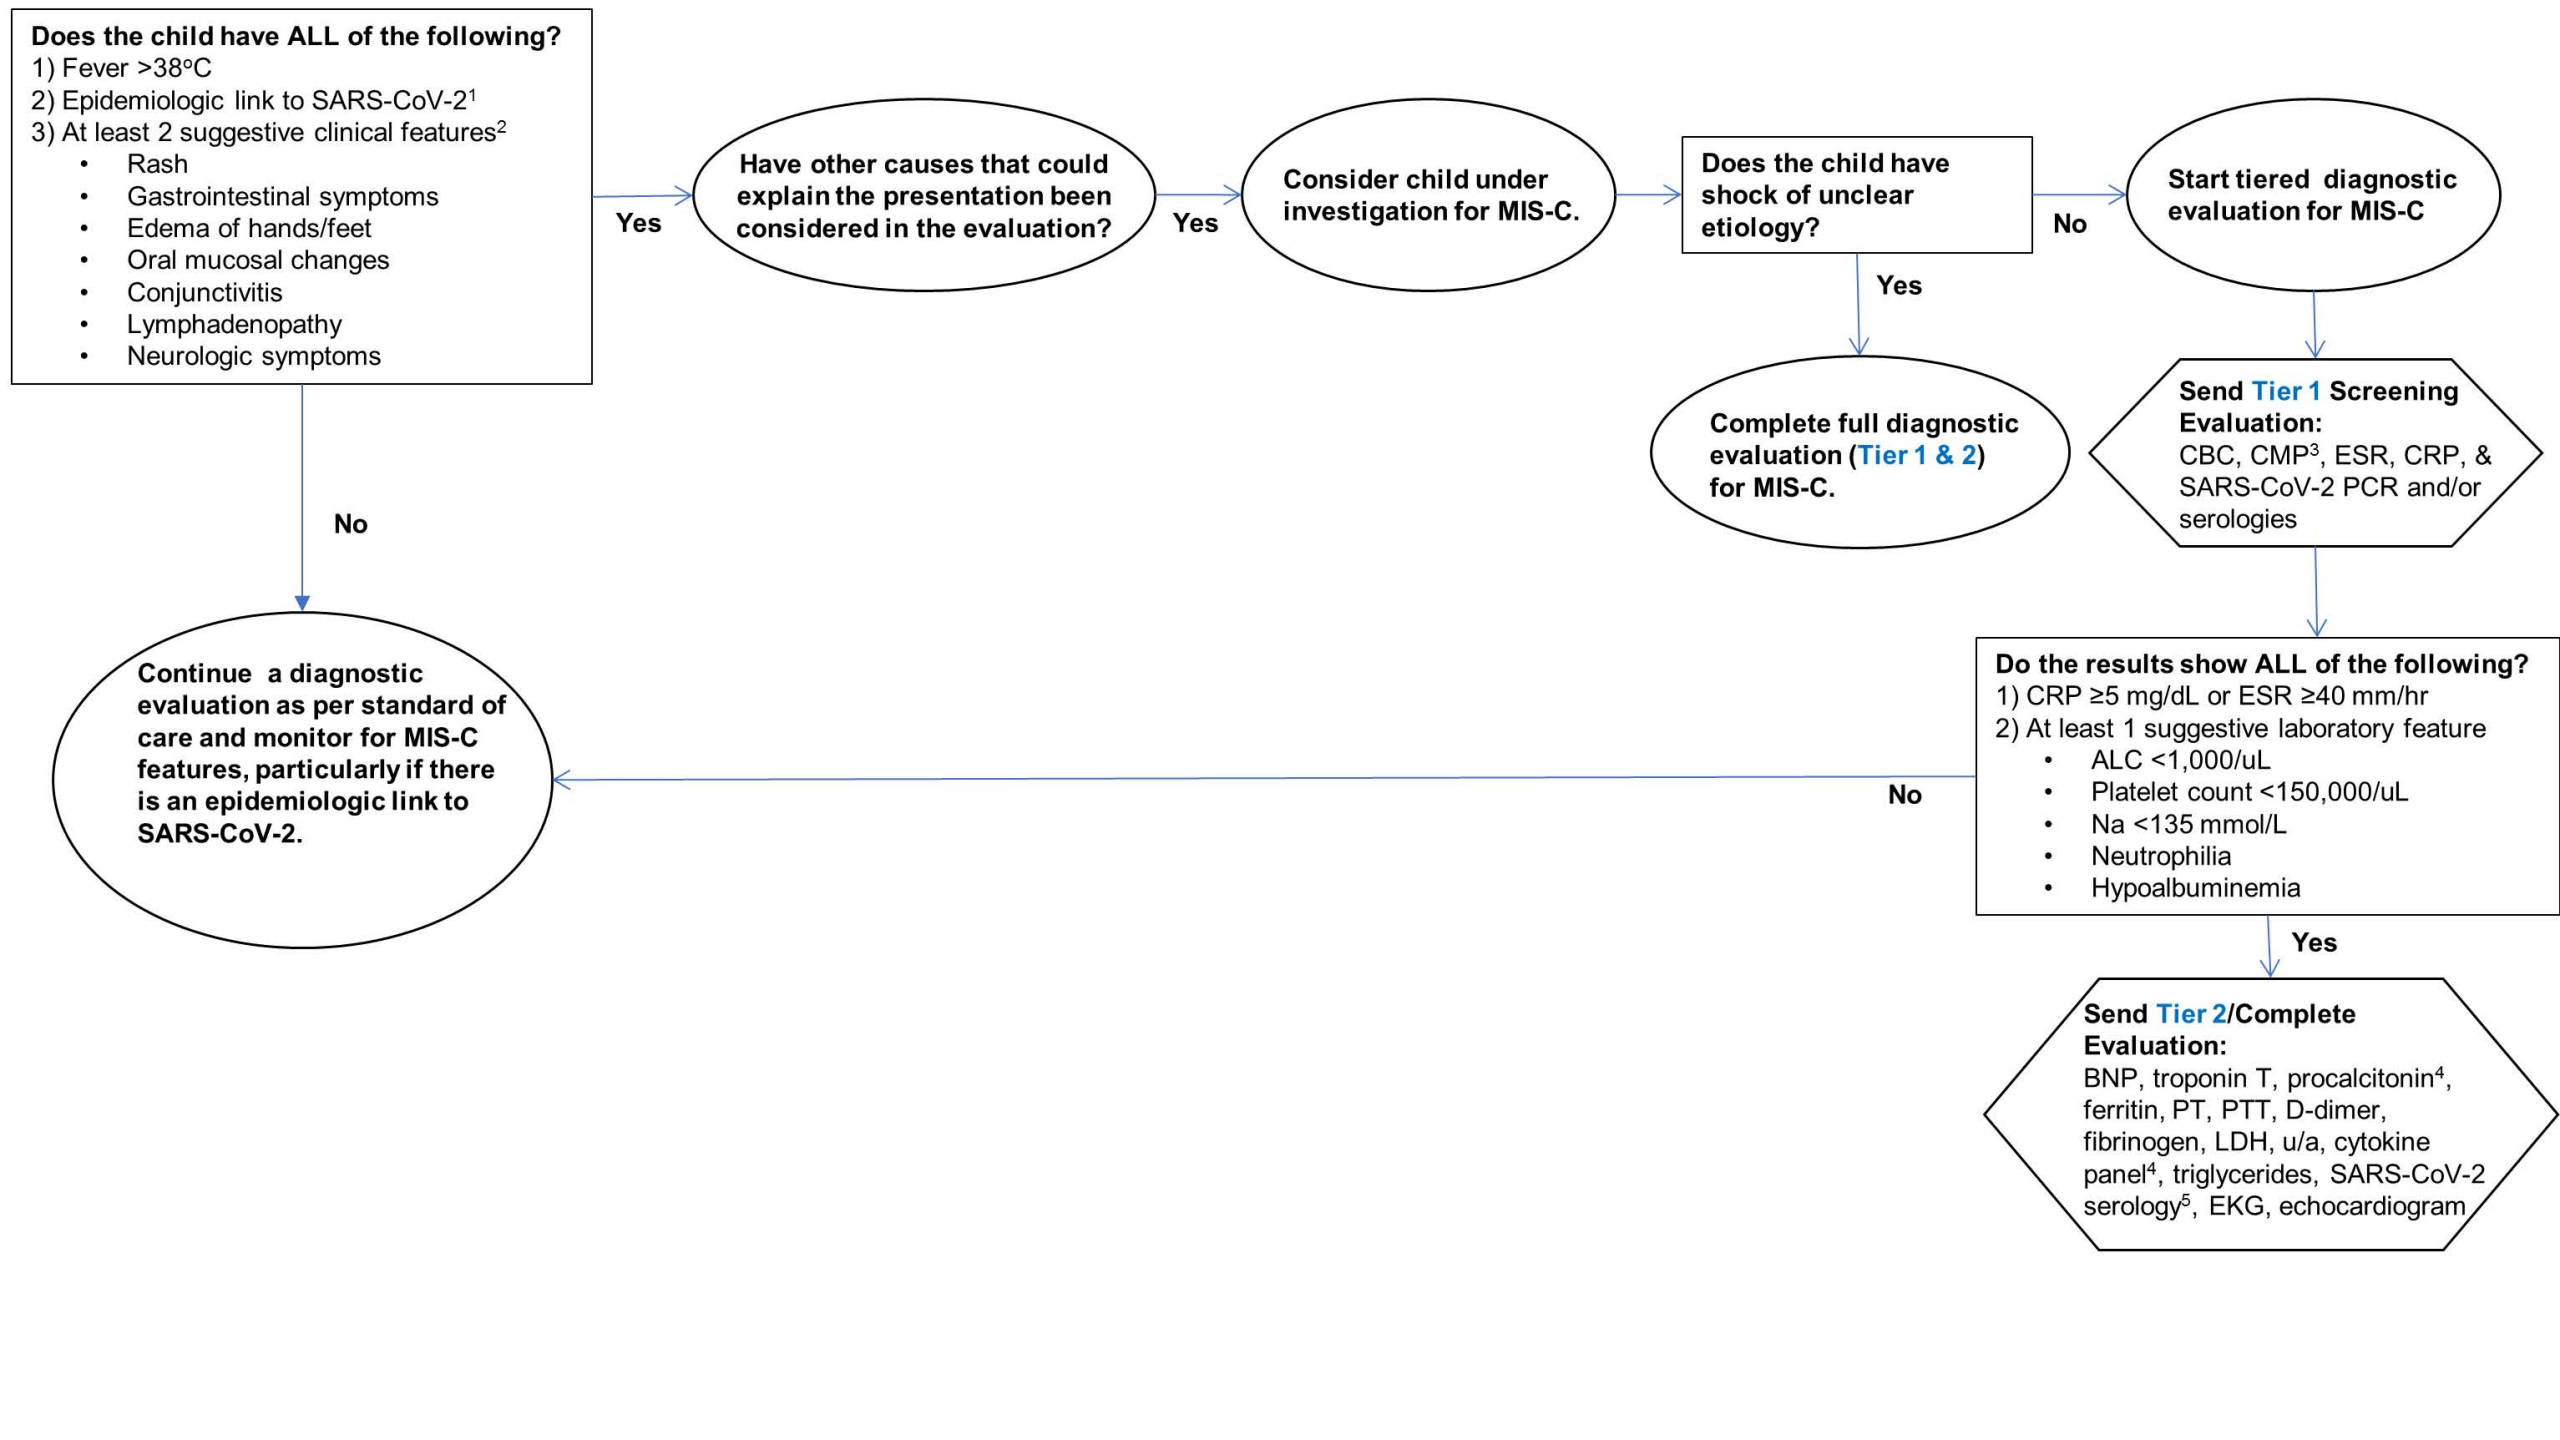 Does the child have ALL of the following?
1) Fever >38ºC
2) Epidemiologic link to SARS-CoV-2¹
3) At least 2 suggestive clinical features²
• Rash
• Gastrointestinal symptoms
• Edema of hands/feet
• Oral mucosal changes
• Conjunctivitis
• Lymphadenopathy
• Neurologic symptoms
Yes
Have other causes that could
explain the presentation been
considered in the evaluation?
Yes
Consider child under
investigation for MIS-C.
Does the child have
shock of unclear
etiology?
No
Start tiered diagnostic
evaluation for MIS-C
Yes
Complete full diagnostic
evaluation (Tier 1 & 2)
for MIS-C.
Send Tier 1 Screening
Evaluation:
CBC, CMP³, ESR, CRP, &
SARS-CoV-2 PCR and/or
serologies
No
Continue a diagnostic
evaluation as per standard of
care and monitor for MIS-C
features, particularly if there
is an epidemiologic link to
SARS-CoV-2.
Do the results show ALL of the following?
1) CRP ≥5 mg/dL or ESR ≥40 mm/hr
2) At least 1 suggestive laboratory feature
• ALC <1,000/uL
• Platelet count <150,000/uL
• Na <135 mmol/L
• Neutrophilia
• Hypoalbuminemia
No
Yes
Send Tier 2/Complete
Evaluation:
BNP, troponin T, procalcitonin⁴,
ferritin, PT, PTT, D-dimer,
fibrinogen, LDH, u/a, cytokine
panel⁴, triglycerides, SARS-CoV-2
serology⁵, EKG, echocardiogram